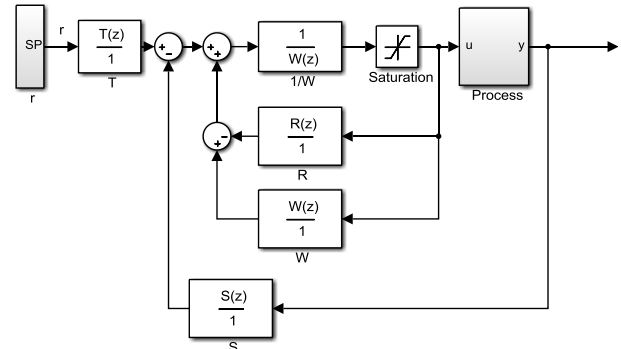 SP
r
r
T(z)
1
T
+
-
+
+
1
W(z)
1/W
Saturation
u
y
Process
-
+
R(z)
1
R
W(z)
1
W
S(z)
1
S